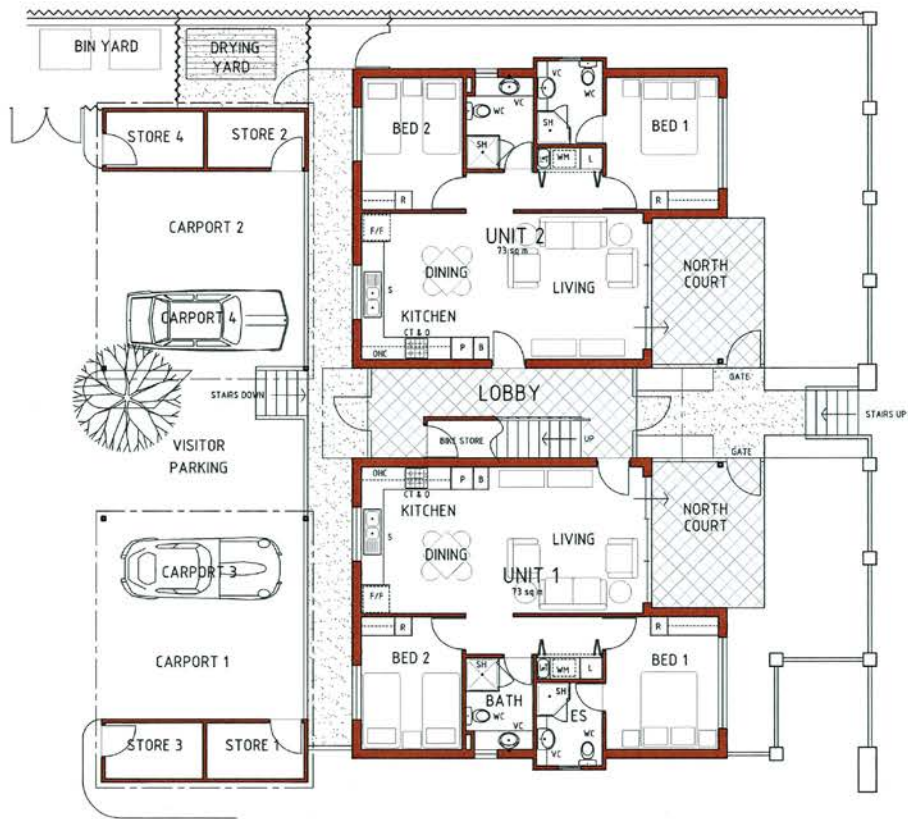 BIN YARD
DRYING
YARD
STORE 4
STORE 2
CARPORT 2
CARPORT 4
STAIRS DOWN
VISITOR
PARKING
CARPORT 3
CARPORT 1
STORE 3
STORE 1
BED 2
WC
VC
SH
VC
WC
SH
BED 1
WM
L
R
R
F/F
UNIT 2
73 sq m
DINING
LIVING
NORTH
COURT
S
KITCHEN
CT & O
OHC
P
B
LOBBY
GATE
STAIRS UP
BIKE STORE
UP
GATE
OHC
CT & O
P
B
KITCHEN
S
DINING
LIVING
UNIT 1
73 sq m
NORTH
COURT
F/F
R
R
BED 2
SH
BATH
WC
VC
WM
L
SH
ES
VC
WC
BED 1